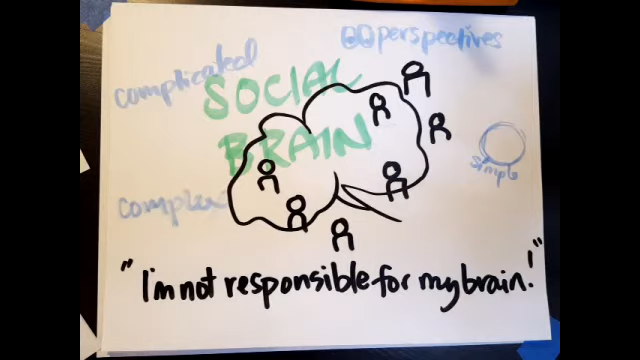 perspectives
complicated
SOCIAL
BRAIN
simple
complex
"I'm not responsible for my brain!"